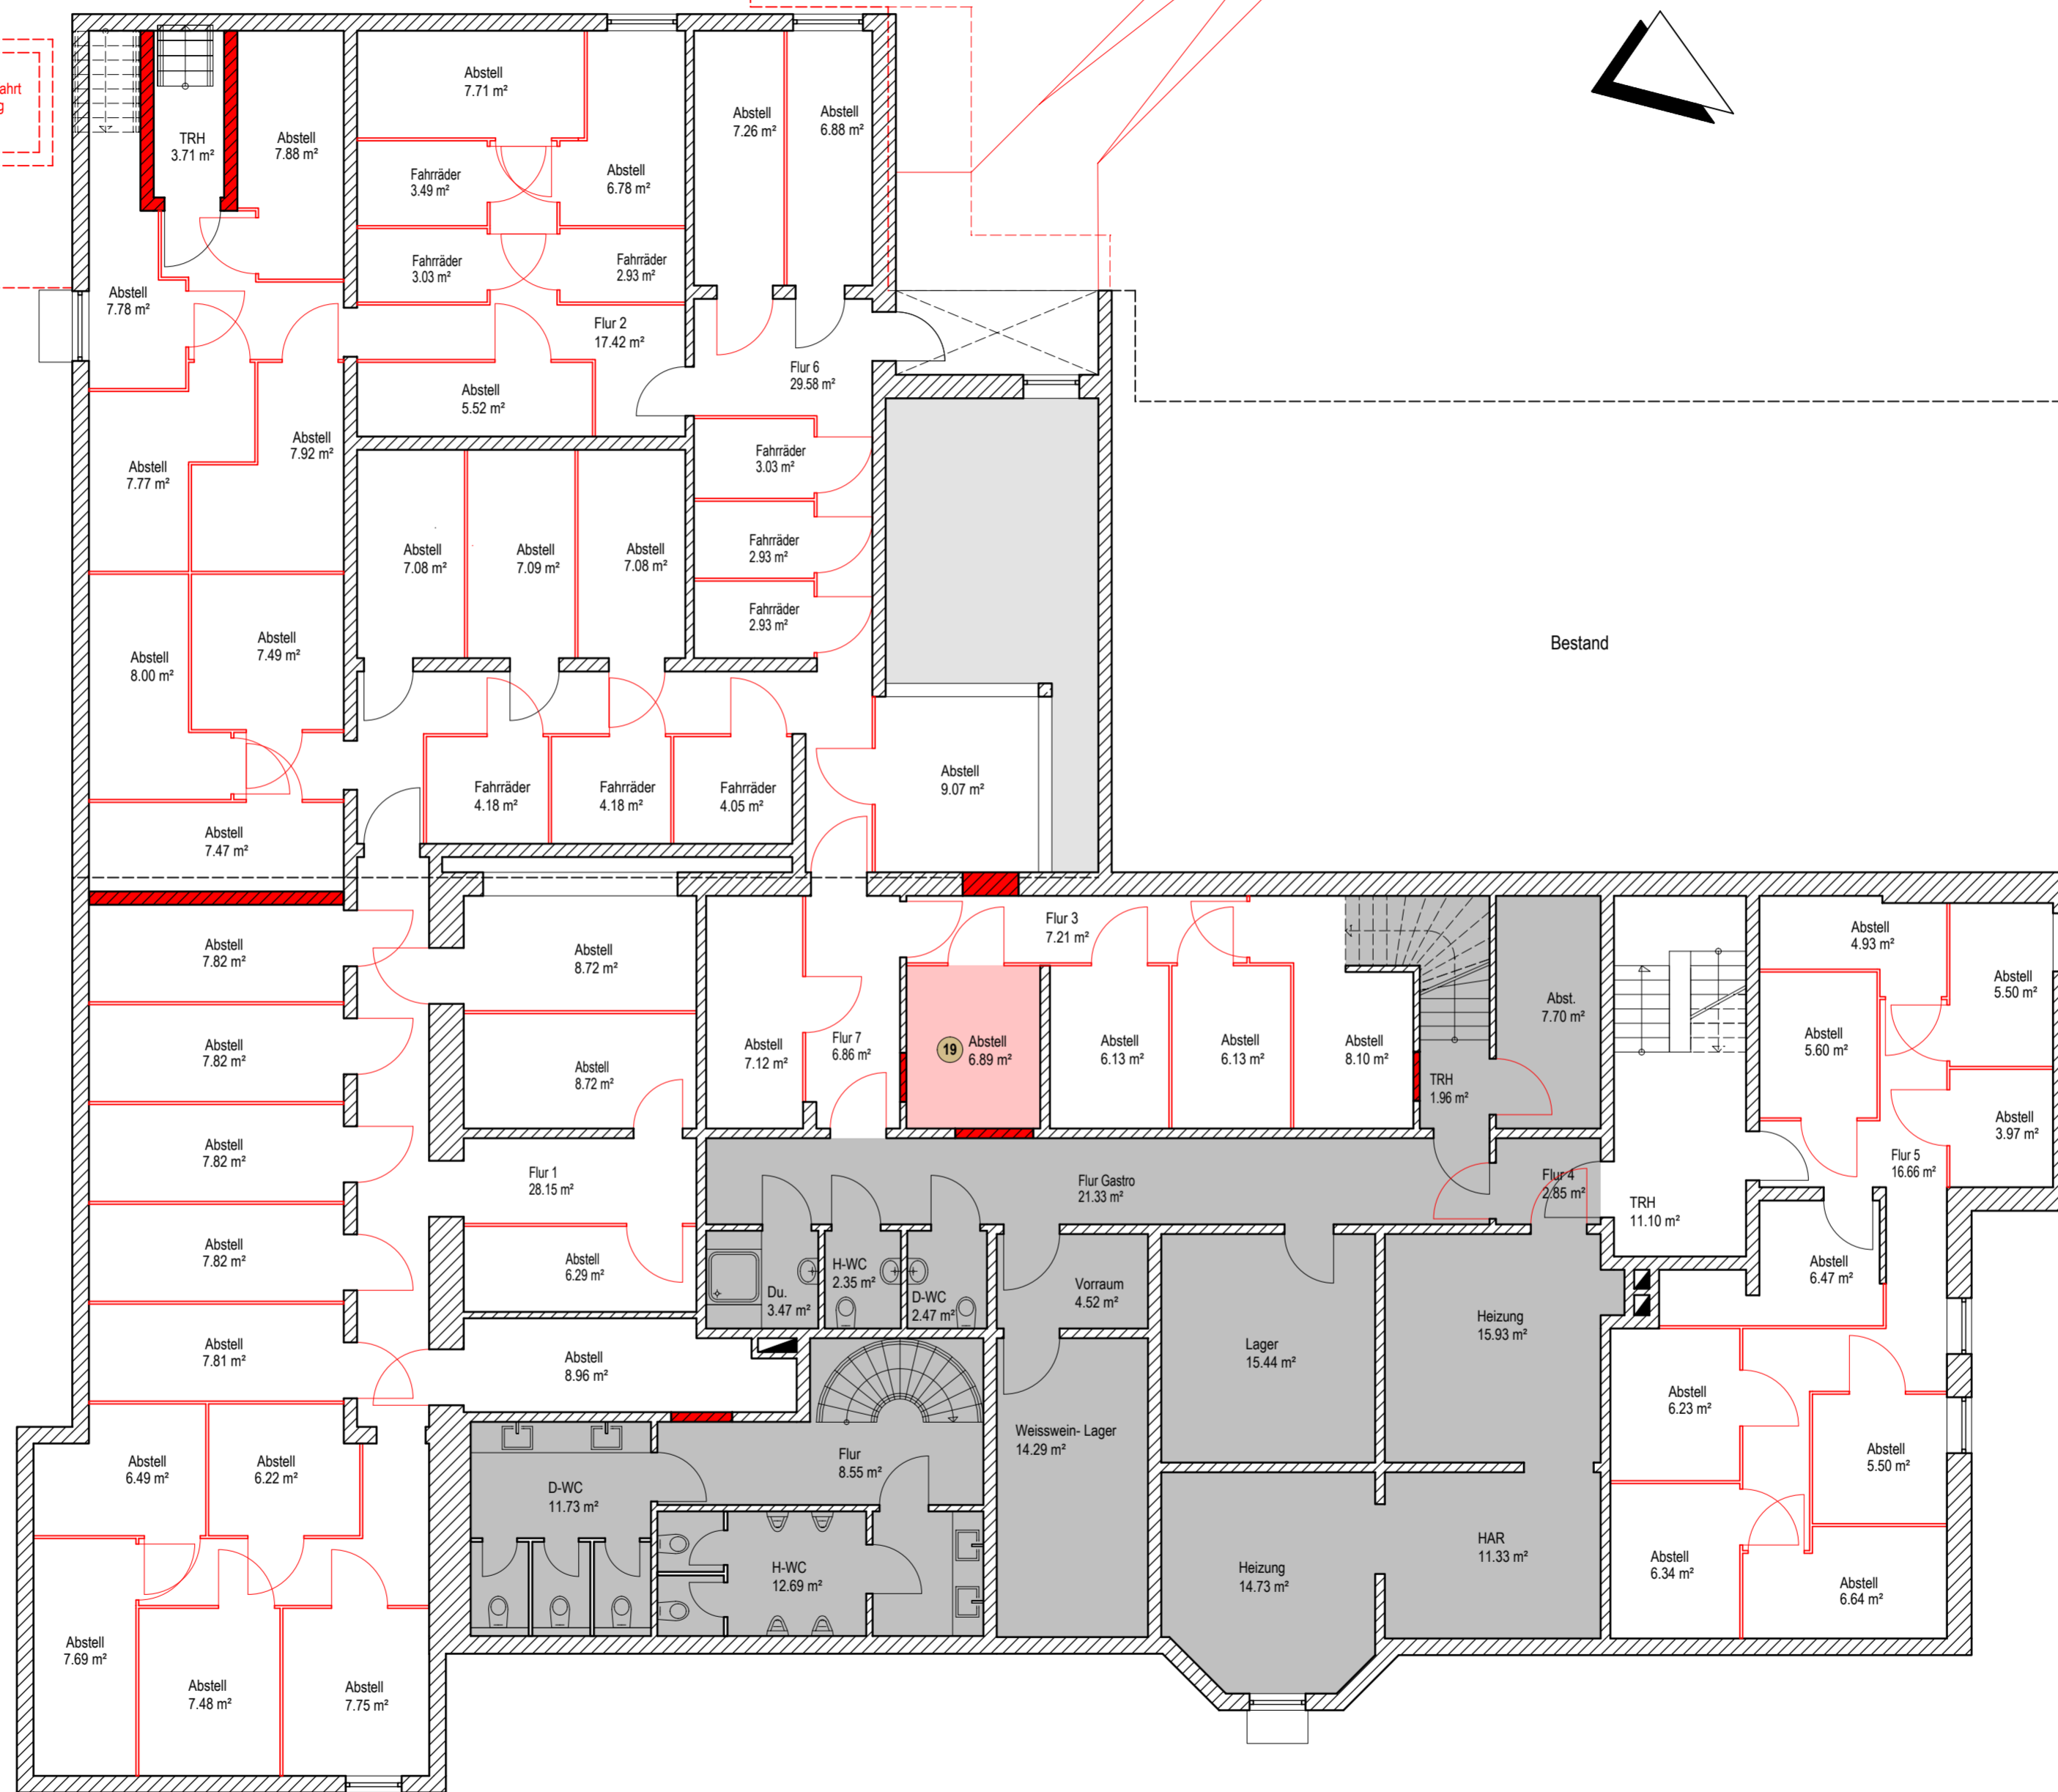 ahrt
g
TRH
3.71 m²
Abstell
7.88 m²
Abstell
7.71 m²
Abstell
7.26 m²
Abstell
6.88 m²
Fahrräder
3.49 m²
Abstell
6.78 m²
Fahrräder
3.03 m²
Fahrräder
2.93 m²
Abstell
7.78 m²
Flur 2
17.42 m²
Flur 6
29.58 m²
Abstell
5.52 m²
Abstell
7.92 m²
Abstell
7.77 m²
Fahrräder
3.03 m²
Abstell
7.08 m²
Abstell
7.09 m²
Abstell
7.08 m²
Fahrräder
2.93 m²
Fahrräder
2.93 m²
Bestand
Abstell
8.00 m²
Abstell
7.49 m²
Fahrräder
4.18 m²
Fahrräder
4.18 m²
Fahrräder
4.05 m²
Abstell
9.07 m²
Abstell
7.47 m²
Abstell
7.82 m²
Abstell
8.72 m²
Flur 3
7.21 m²
Abstell
4.93 m²
Abstell
5.50 m²
Abst.
7.70 m²
Abstell
7.82 m²
Abstell
8.72 m²
Abstell
7.12 m²
Flur 7
6.86 m²
19
Abstell
6.89 m²
Abstell
6.13 m²
Abstell
6.13 m²
Abstell
8.10 m²
Abstell
5.60 m²
TRH
1.96 m²
Abstell
3.97 m²
Abstell
7.82 m²
Flur 1
28.15 m²
Flur Gastro
21.33 m²
Flur 4
2.85 m²
TRH
11.10 m²
Flur 5
16.66 m²
Abstell
7.82 m²
Abstell
6.29 m²
Du.
3.47 m²
H-WC
2.35 m²
D-WC
2.47 m²
Vorraum
4.52 m²
Abstell
6.47 m²
Abstell
7.81 m²
Abstell
8.96 m²
Lager
15.44 m²
Heizung
15.93 m²
Abstell
6.23 m²
Abstell
6.49 m²
Abstell
6.22 m²
D-WC
11.73 m²
Flur
8.55 m²
Weisswein- Lager
14.29 m²
Abstell
5.50 m²
H-WC
12.69 m²
Heizung
14.73 m²
HAR
11.33 m²
Abstell
6.34 m²
Abstell
6.64 m²
Abstell
7.69 m²
Abstell
7.48 m²
Abstell
7.75 m²